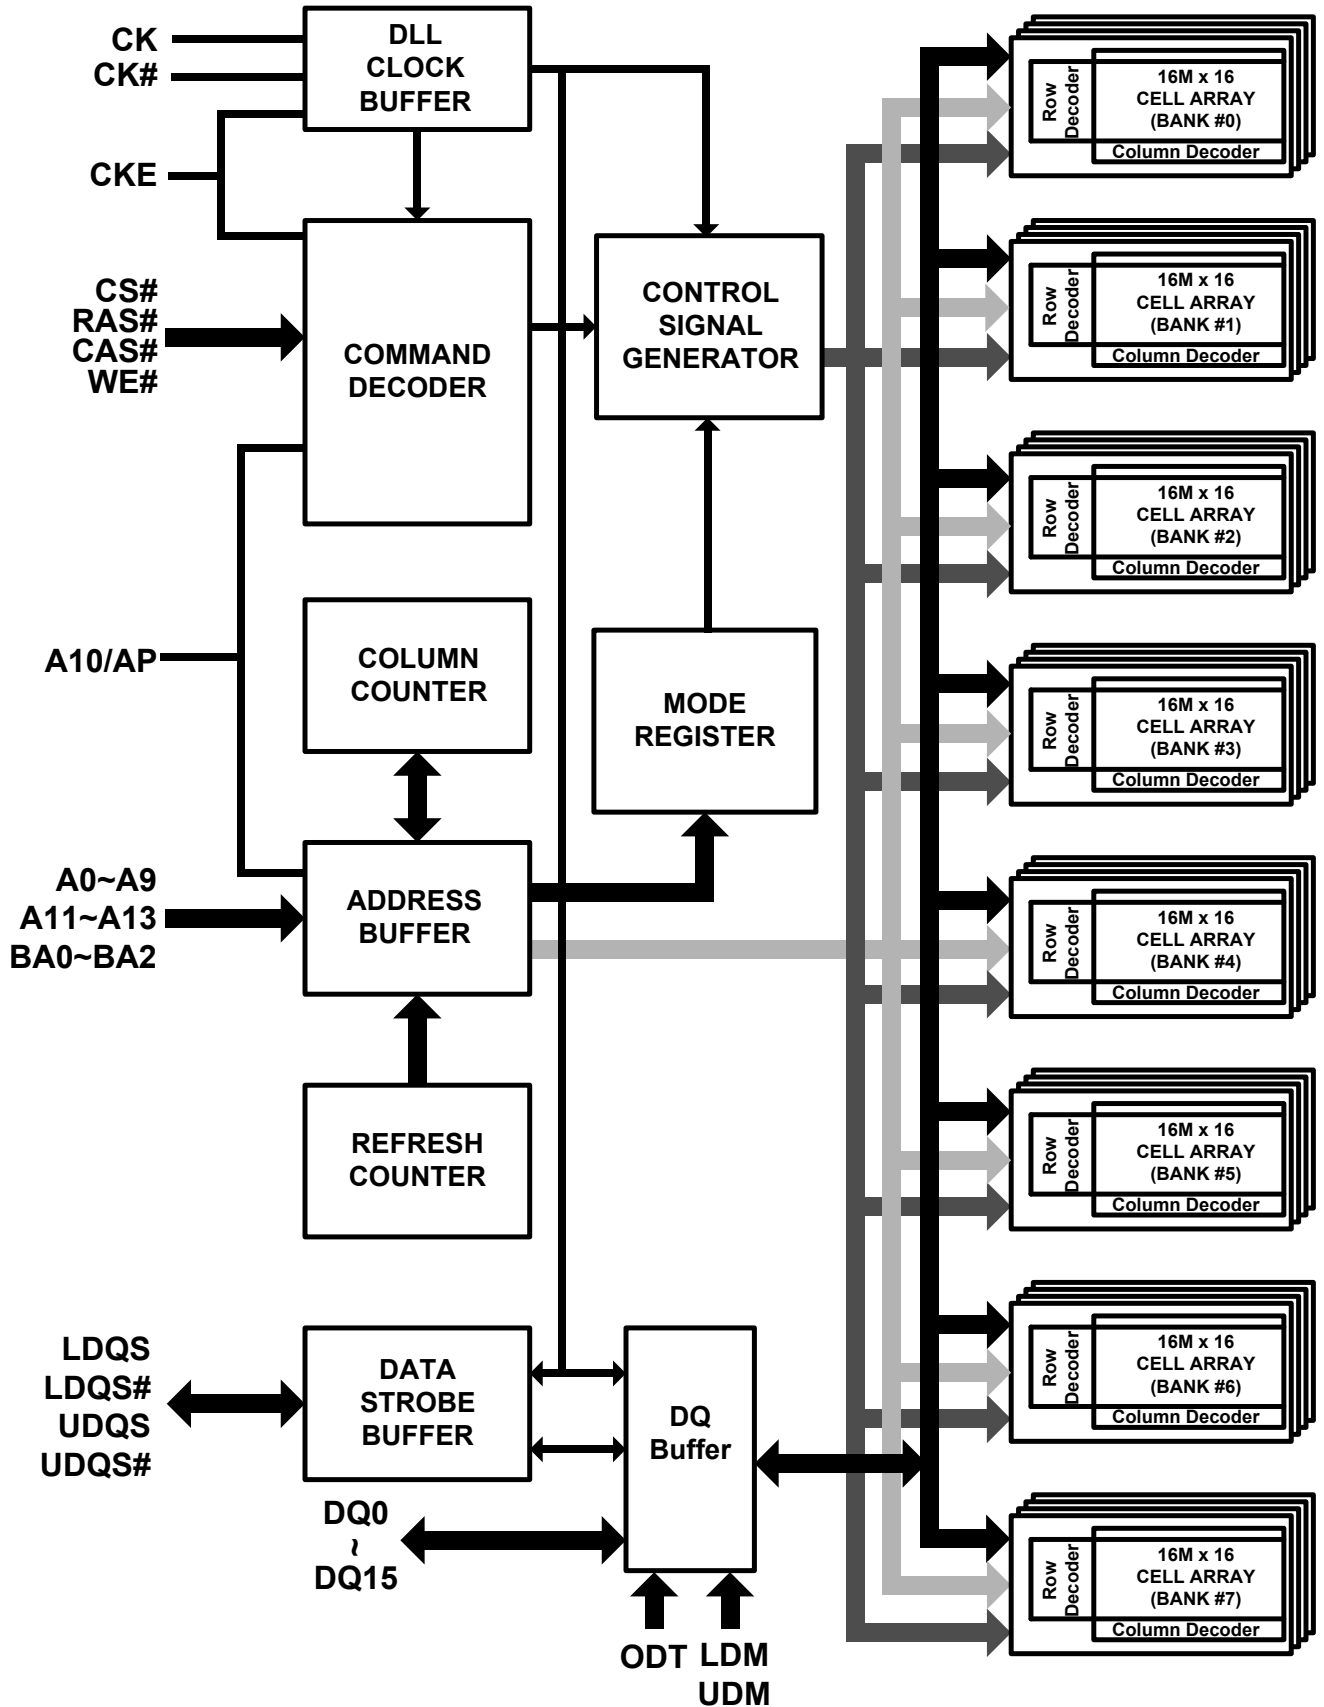 CK
CK#
CKE
CS#
RAS#
CAS#
WE#
A10/AP
A0~A9
A11~A13
BA0~BA2
LDQS
LDQS#
UDQS
UDQS#
DQ0
~
DQ15
DLL
CLOCK
BUFFER
COMMAND
DECODER
COLUMN
COUNTER
ADDRESS
BUFFER
REFRESH
COUNTER
DATA
STROBE
BUFFER
CONTROL
SIGNAL
GENERATOR
MODE
REGISTER
DQ
Buffer
ODT
LDM
UDM
Row
Decoder
16M x 16
CELL ARRAY
(BANK #0)
Column Decoder
Row
Decoder
16M x 16
CELL ARRAY
(BANK #1)
Column Decoder
Row
Decoder
16M x 16
CELL ARRAY
(BANK #2)
Column Decoder
Row
Decoder
16M x 16
CELL ARRAY
(BANK #3)
Column Decoder
Row
Decoder
16M x 16
CELL ARRAY
(BANK #4)
Column Decoder
Row
Decoder
16M x 16
CELL ARRAY
(BANK #5)
Column Decoder
Row
Decoder
16M x 16
CELL ARRAY
(BANK #6)
Column Decoder
Row
Decoder
16M x 16
CELL ARRAY
(BANK #7)
Column Decoder